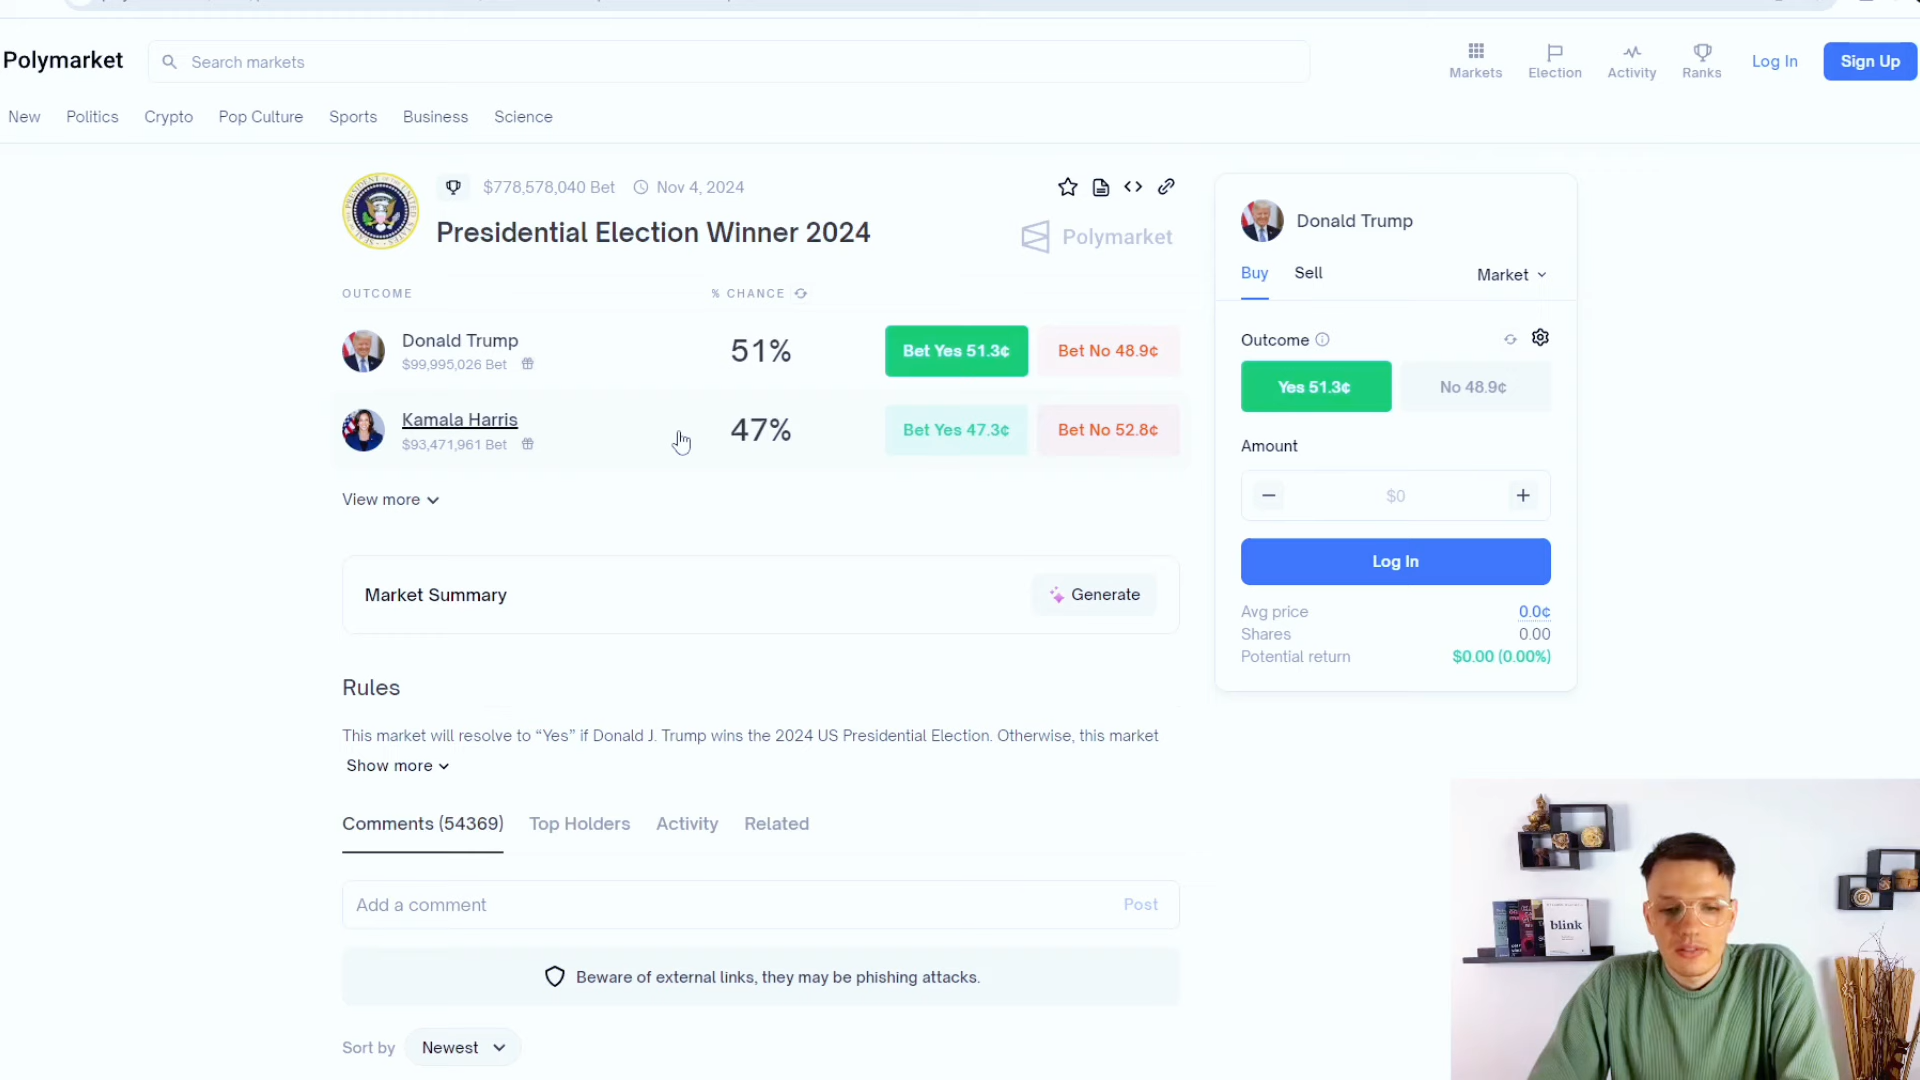 Polymarket
Search markets
Markets
Election
Activity
Ranks
Log In
Sign Up
New
Politics
Crypto
Pop Culture
Sports
Business
Science
$778,578,040 Bet
Nov 4, 2024
Presidential Election Winner 2024
Polymarket
OUTCOME
% CHANCE
Donald Trump
$99,995,026 Bet
51%
Bet Yes 51.3¢
Bet No 48.9¢
Kamala Harris
$93,471,961 Bet
47%
Bet Yes 47.3¢
Bet No 52.8¢
View more
Market Summary
Generate
Rules
This market will resolve to “Yes” if Donald J. Trump wins the 2024 US Presidential Election. Otherwise, this market
Show more
Comments (54369)
Top Holders
Activity
Related
Add a comment
Post
Beware of external links, they may be phishing attacks.
Sort by
Newest
Donald Trump
Buy
Sell
Market
Outcome
Yes 51.3¢
No 48.9¢
Amount
$0
Log In
Avg price
0.0¢
Shares
0.00
Potential return
$0.00 (0.00%)
blink